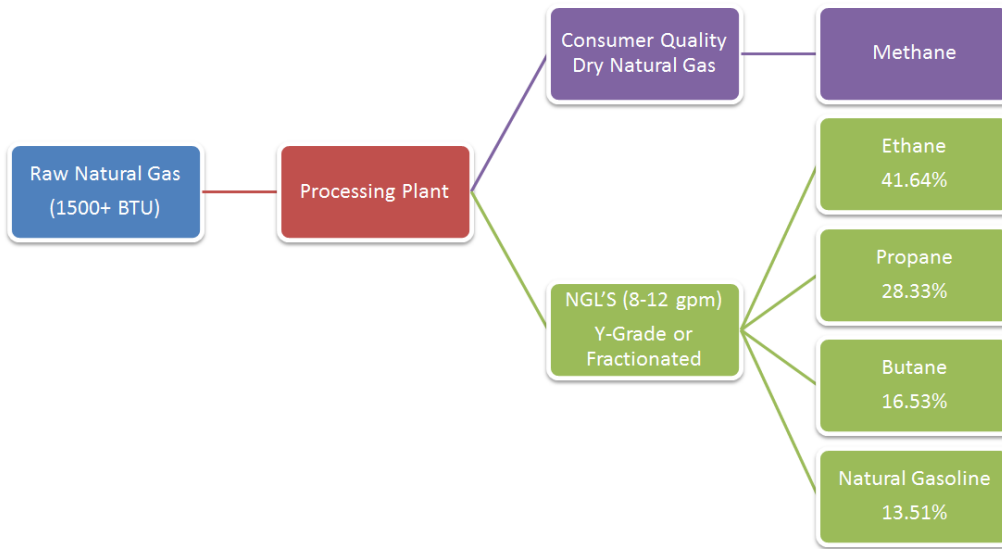 Raw Natural Gas
(1500+ BTU)
Processing Plant
Consumer Quality
Dry Natural Gas
Methane
NGL'S (8-12 gpm)
Y-Grade or
Fractionated
Ethane
41.64%
Propane
28.33%
Butane
16.53%
Natural Gasoline
13.51%